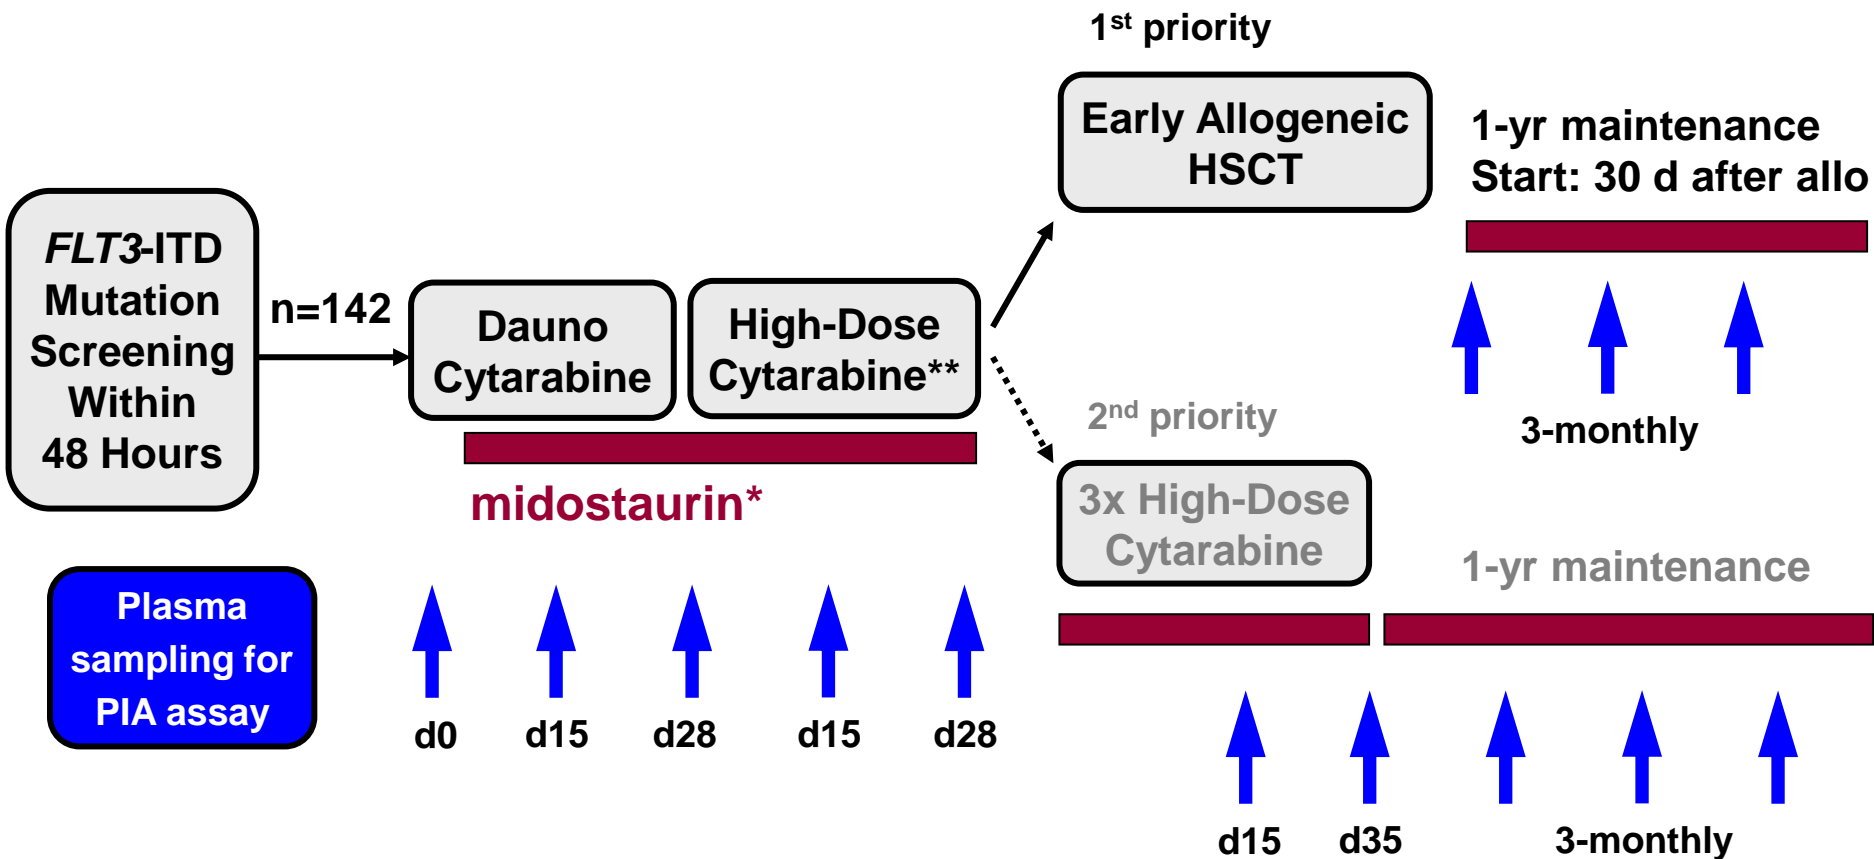 1st priority
Early Allogeneic
HSCT
1-yr maintenance
Start: 30 d after allo
FLT3-ITD
Mutation
Screening
Within
48 Hours
n=142
Dauno
Cytarabine
High-Dose
Cytarabine**
midostaurin*
3-monthly
2nd priority
3x High-Dose
Cytarabine
1-yr maintenance
Plasma
sampling for
PIA assay
d0
d15
d28
d15
d28
d15
d35
3-monthly